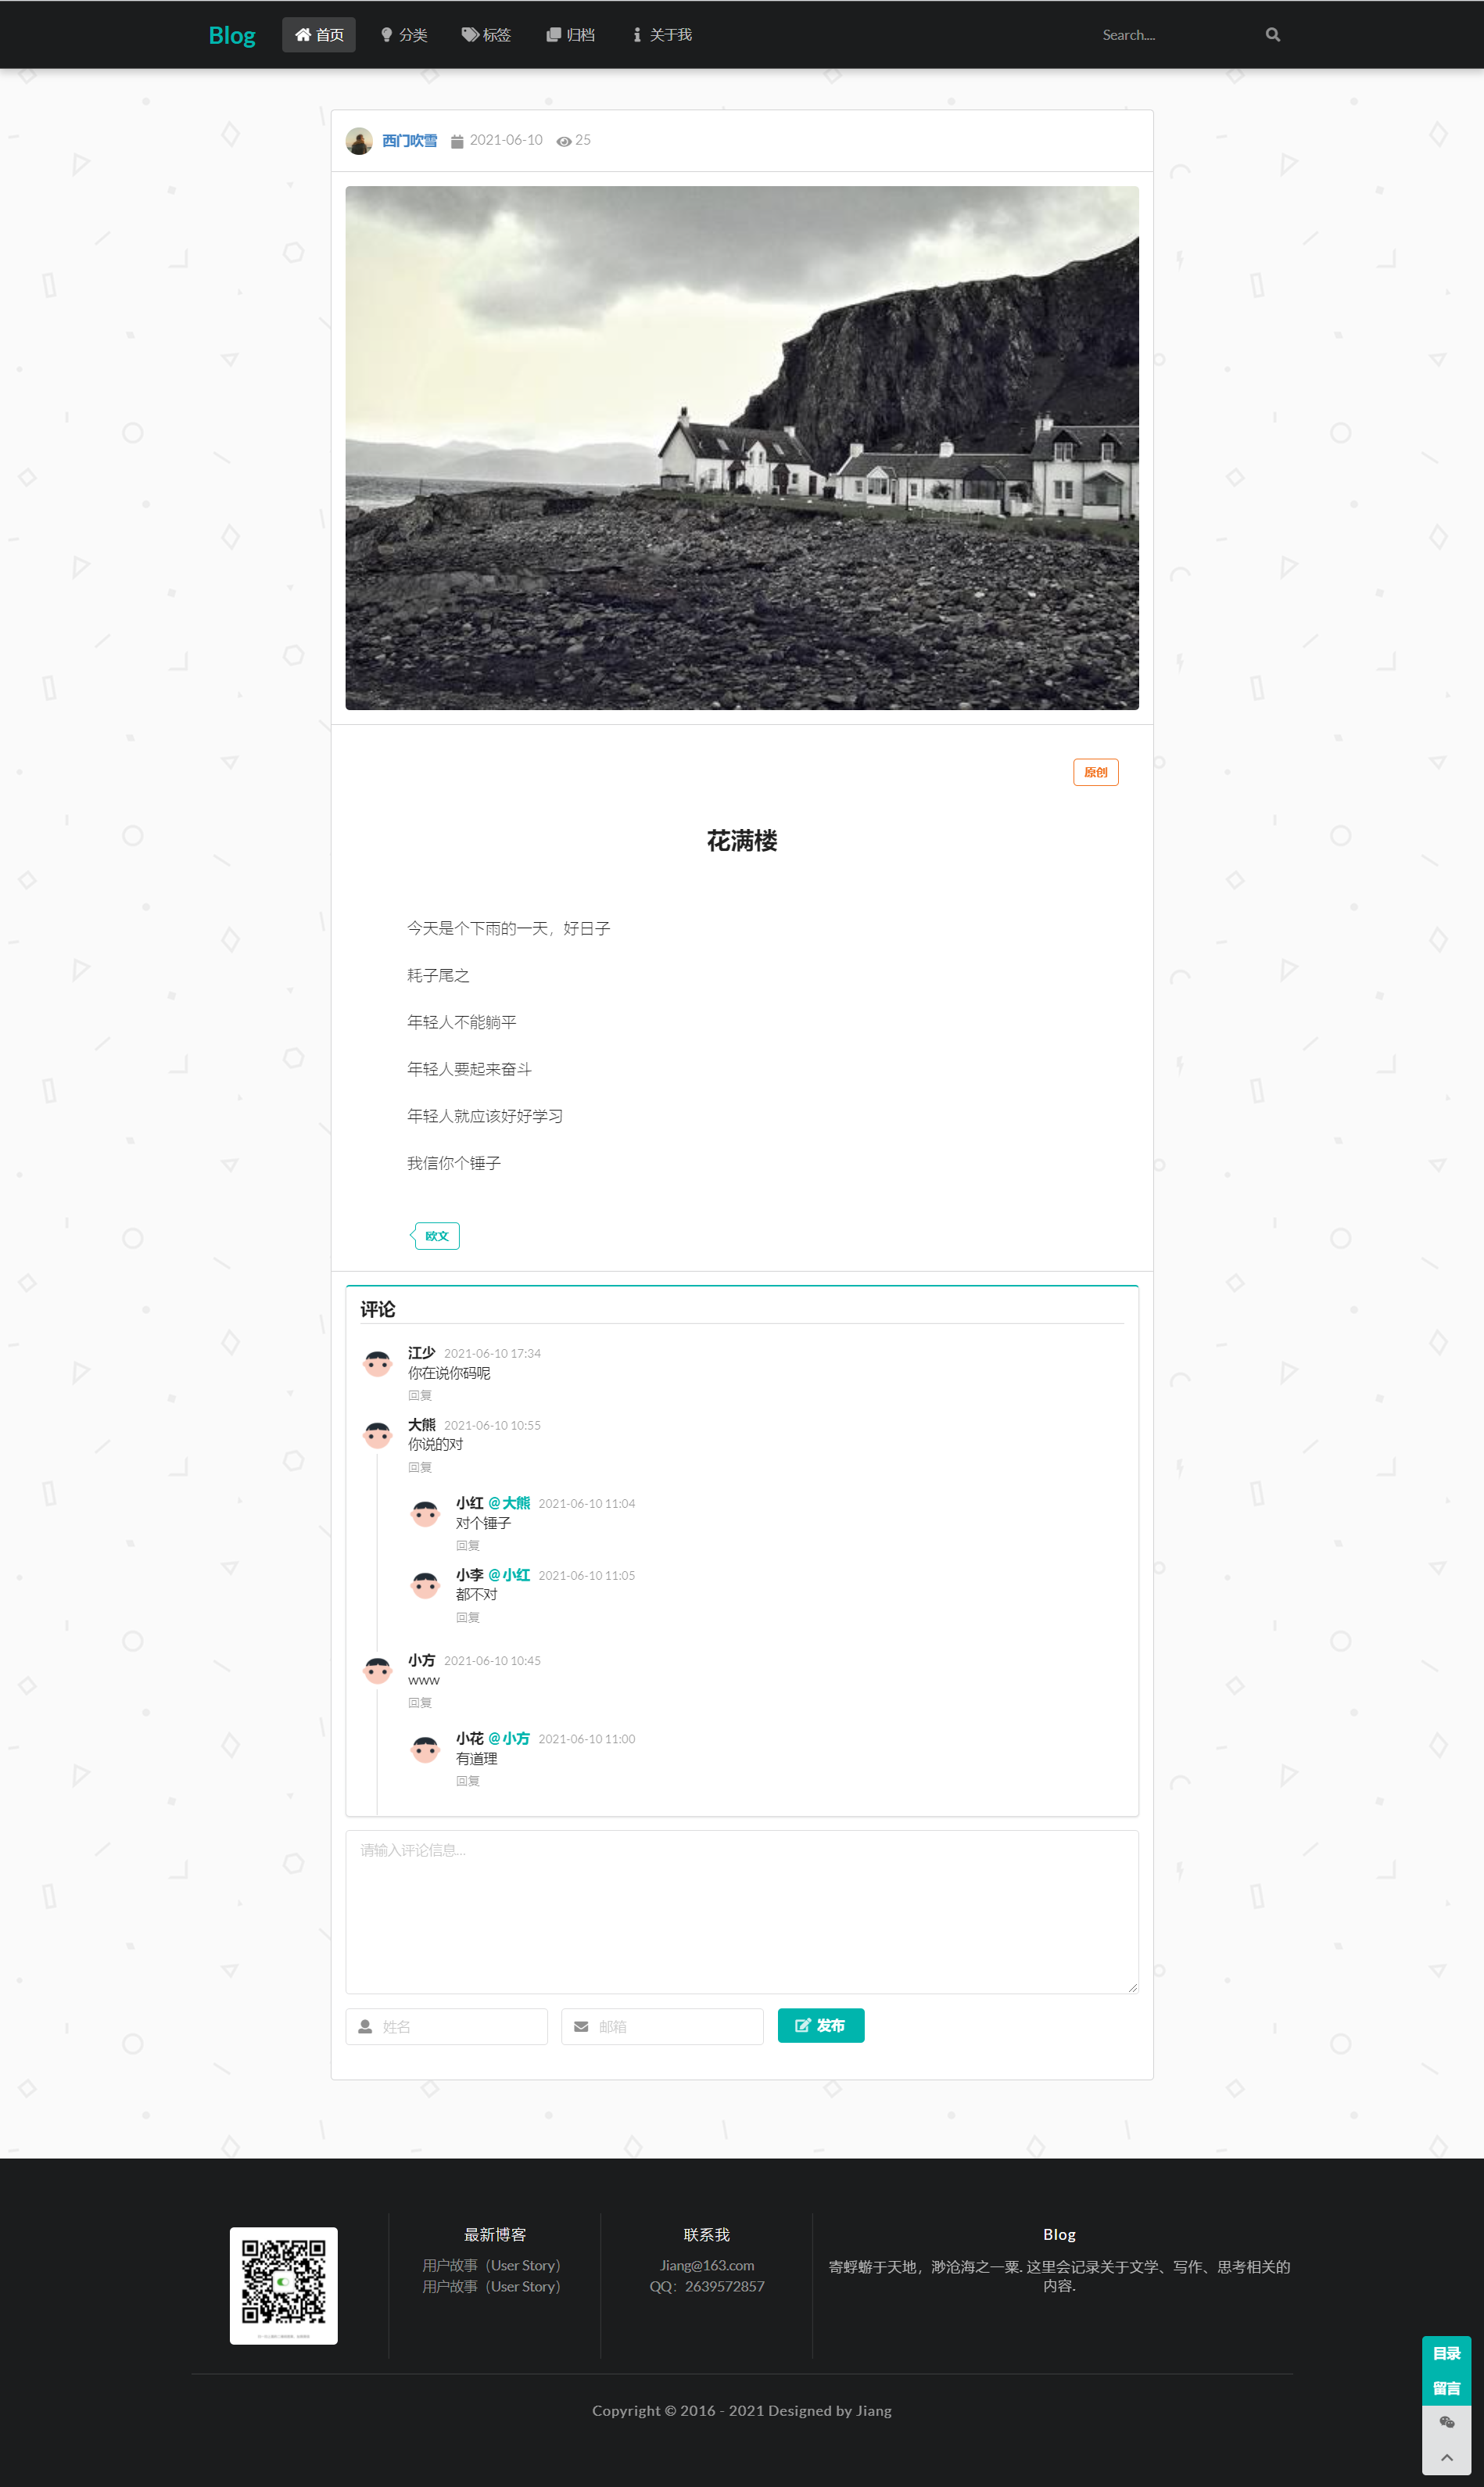 Blog 首页 分类 标签 归档 关于我 Search....
西门吹雪 2021-06-10 25
原创
花满楼
今天是个下雨的一天，好日子
耗子尾之
年轻人不能躺平
年轻人要起来奋斗
年轻人就应该好好学习
我信你个锤子
欧文
评论
江少 2021-06-10 17:34
你在说你码呢
回复
大熊 2021-06-10 10:55
你说的对
回复
小红 @ 大熊 2021-06-10 11:04
对个锤子
回复
小李 @ 小红 2021-06-10 11:05
都不对
回复
小方 2021-06-10 10:45
www
回复
小花 @ 小方 2021-06-10 11:00
有道理
回复
请输入评论信息...
姓名 邮箱 发布
最新博客
用户故事（User Story）
用户故事（User Story）
联系我
Jiang@163.com
QQ：2639572857
Blog
寄蜉蝣于天地，渺沧海之一粟. 这里会记录关于文学、写作、思考相关的
内容.
目录
留言
Copyright © 2016 - 2021 Designed by Jiang